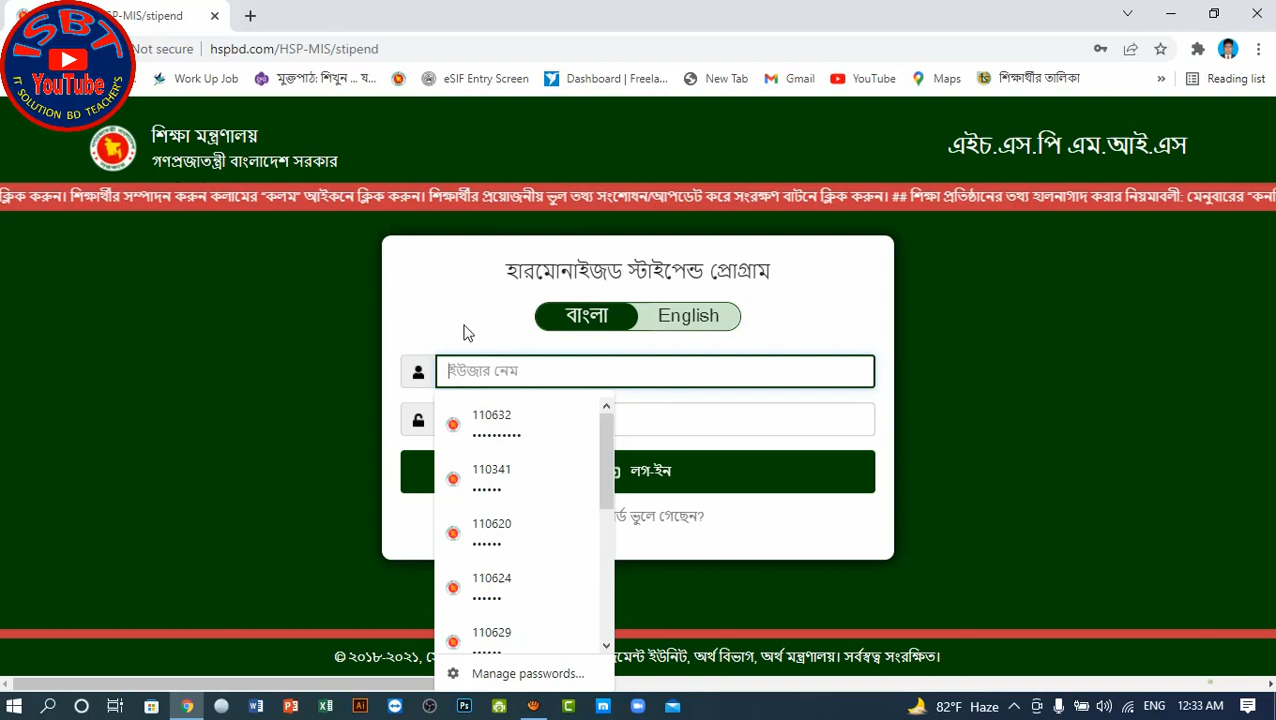 SP-MIS/stipend
Not secure
hspbd.com/HSP-MIS/stipend
Work Up Job
মুক্তপাঠ: শিখুন ... য...
eSIF Entry Screen
Dashboard | Freela...
New Tab
Gmail
YouTube
Maps
শিক্ষার্থীর তালিকা
»
Reading list
ISBT
YouTube
IT SOLUTION BD TEACHERS
শিক্ষা মন্ত্রণালয়
গণপ্রজাতন্ত্রী বাংলাদেশ সরকার
এইচ.এস.পি এম.আই.এস
ক্লিক করুন। শিক্ষার্থীর সম্পাদন করুন কলামের "কলম" আইকনে ক্লিক করুন। শিক্ষার্থীর প্রয়োজনীয় ভুল তথ্য সংশোধন/আপডেট করে সংরক্ষণ বাটনে ক্লিক করুন। ## শিক্ষা প্রতিষ্ঠানের তথ্য হালনাগাদ করার নিয়মাবলী: মেনুবারের
হারমোনাইজড স্টাইপেন্ড প্রোগ্রাম
বাংলা English
ইউজার নেম
110632
••••••••••
110341
••••••
110620
••••••
110624
••••••
110629
••••••
Manage passwords...
লগ-ইন
ভুলে গেছেন?
© ২০১৮-২০২১,
ইউনিট, অর্থ বিভাগ, অর্থ মন্ত্রণালয়। সর্বস্বত্ব সংরক্ষিত।
82°F Haze
ENG
12:33 AM